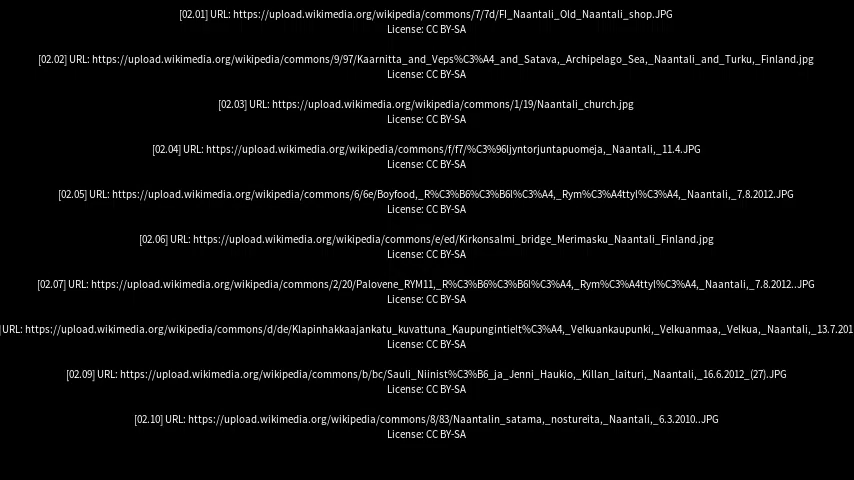 [02.01] URL: https://upload.wikimedia.org/wikipedia/commons/7/7d/FI_Naantali_Old_Naantali_shop.JPG
License: CC BY-SA
[02.02] URL: https://upload.wikimedia.org/wikipedia/commons/9/97/Kaarnitta_and_Veps%C3%A4_and_Satava,_Archipelago_Sea,_Naantali_and_Turku,_Finland.jpg
License: CC BY-SA
[02.03] URL: https://upload.wikimedia.org/wikipedia/commons/1/19/Naantali_church.jpg
License: CC BY-SA
[02.04] URL: https://upload.wikimedia.org/wikipedia/commons/f/f7/%C3%96ljyntorjuntapuomeja,_Naantali,_11.4.JPG
License: CC BY-SA
[02.05] URL: https://upload.wikimedia.org/wikipedia/commons/6/6e/Boyfood,_R%C3%B6%C3%B6l%C3%A4,_Rym%C3%A4ttyl%C3%A4,_Naantali,_7.8.2012.JPG
License: CC BY-SA
[02.06] URL: https://upload.wikimedia.org/wikipedia/commons/e/ed/Kirkonsalmi_bridge_Merimasku_Naantali_Finland.jpg
License: CC BY-SA
[02.07] URL: https://upload.wikimedia.org/wikipedia/commons/2/20/Palovene_RYM11,_R%C3%B6%C3%B6l%C3%A4,_Rym%C3%A4ttyl%C3%A4,_Naantali,_7.8.2012..JPG
License: CC BY-SA
URL: https://upload.wikimedia.org/wikipedia/commons/d/de/Klapinhakkaajankatu_kuvattuna_Kaupungintielt%C3%A4,_Velkuankaupunki,_Velkuanmaa,_Velkua,_Naantali,_13.7.201
License: CC BY-SA
[02.09] URL: https://upload.wikimedia.org/wikipedia/commons/b/bc/Sauli_Niinist%C3%B6_ja_Jenni_Haukio,_Killan_laituri,_Naantali,_16.6.2012_(27).JPG
License: CC BY-SA
[02.10] URL: https://upload.wikimedia.org/wikipedia/commons/8/83/Naantalin_satama,_nostureita,_Naantali,_6.3.2010..JPG
License: CC BY-SA